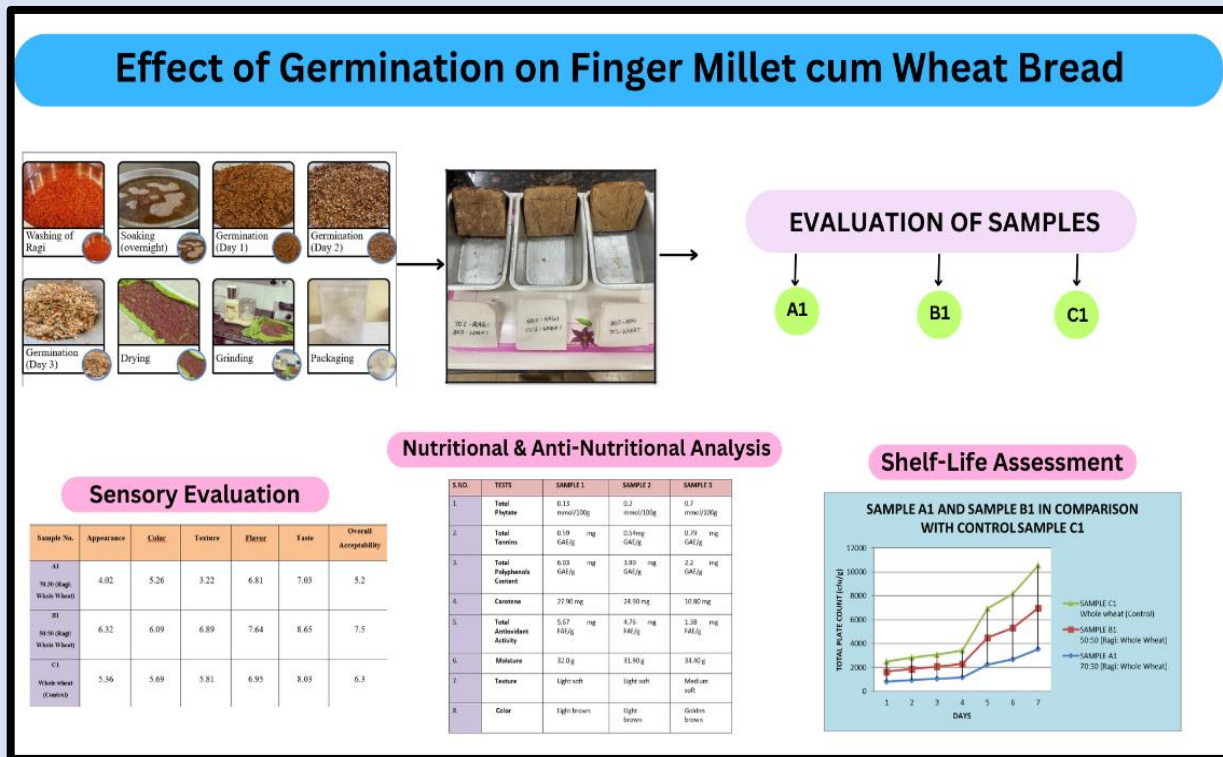 Effect of Germination on Finger Millet cum Wheat Bread
Washing of
Ragi
Soaking
(overnight)
Germination
(Day 1)
Germination
(Day 2)
Germination
(Day 3)
Drying
Grinding
Packaging
EVALUATION OF SAMPLES
A1
B1
C1
Sensory Evaluation
Sample No. Appearance Color Texture Flavor Taste Overall
Acceptability
A1
70:30 (Ragi:
Whole Wheat)
4.02 5.26 3.22 6.81 7.03 5.2
B1
50:50 (Ragi:
Whole Wheat)
6.32 6.09 6.89 7.64 8.65 7.5
C1
Whole wheat
(Control)
5.36 5.69 5.81 6.95 8.03 6.3
Nutritional & Anti-Nutritional Analysis
S.NO. TESTS SAMPLE 1 SAMPLE 2 SAMPLE 3
1. Total 0.13 0.2 0.7
Phytate mmol/100g mmol/100g mmol/100g
2. Total 0.59 mg 0.54mg 0.79 mg
Tannins GAE/g GAE/g GAE/g
3. Total 6.03 mg mg 2.2 mg
Polyphenols GAE/g GAE/g GAE/g
Content
4. Carotene 27.90 mg 24.90 mg 10.80 mg
5. Total 5.67 mg 4.76 mg 1.38 mg
Antioxidant FAE/g FAE/g FAE/g
Activity
6. Moisture 32.0 g 31.90 g 34.40 g
7. Texture Light soft Light soft Medium
soft
8. Color Light brown Light Golden
brown brown
Shelf-Life Assessment
SAMPLE A1 AND SAMPLE B1 IN COMPARISON
WITH CONTROL SAMPLE C1
TOTAL PLATE COUNT (cfu/g)
12000
10000
8000
6000
4000
2000
0
1 2 3 4 5 6 7
DAYS
SAMPLE C1
Whole wheat (Control)
SAMPLE B1
50:50 [Ragi: Whole Wheat]
SAMPLE A1
70:30 [Ragi: Whole Wheat]